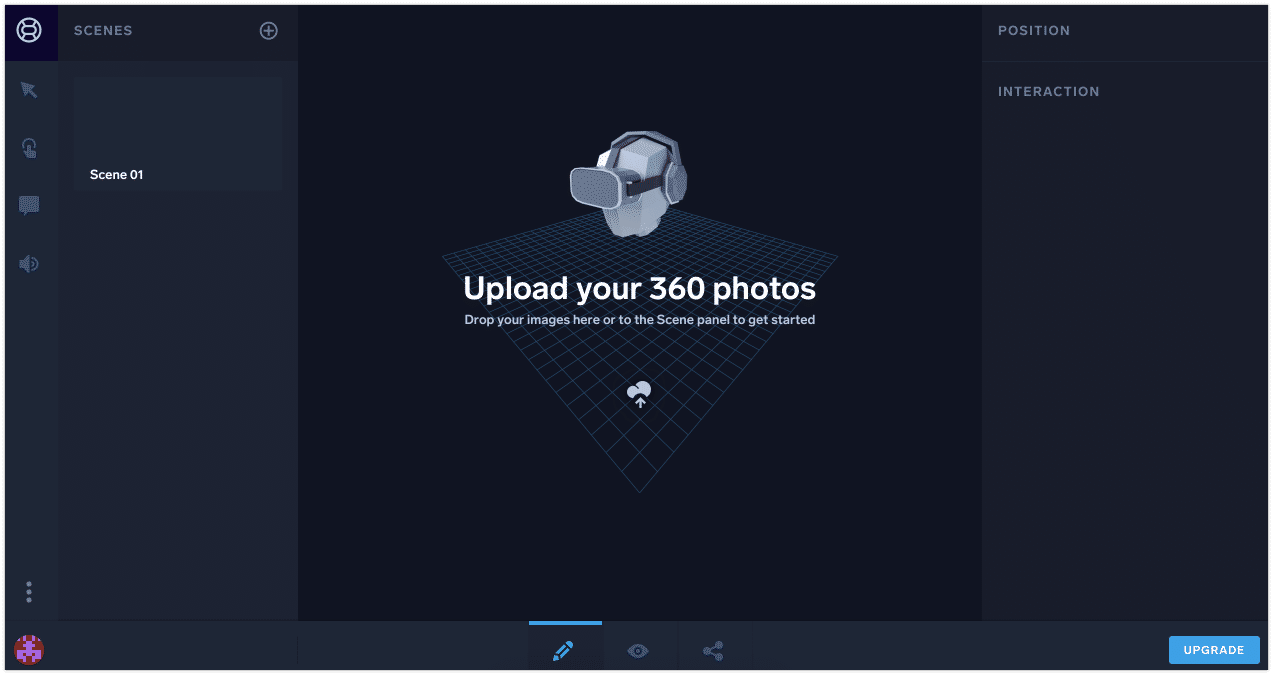 SCENES
Scene 01
Upload your 360 photos
Drop your images here or to the Scene panel to get started
POSITION
INTERACTION
UPGRADE